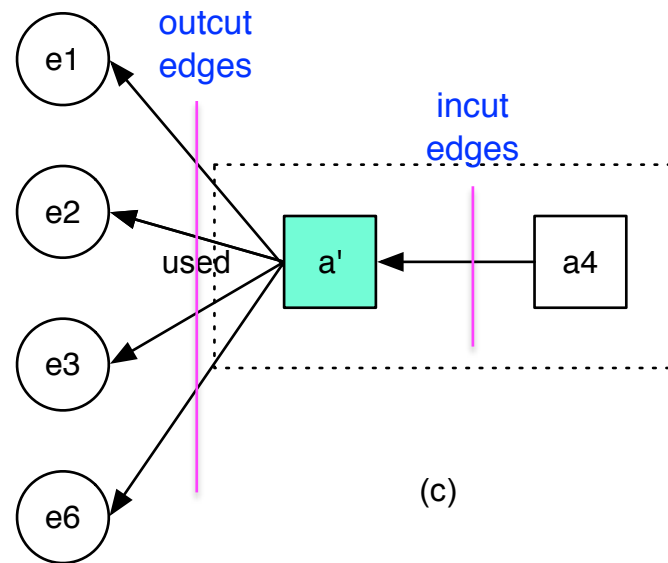 outcut
edges
e1
incut
edges
e2
used
a'
a4
e3
(c)
e6